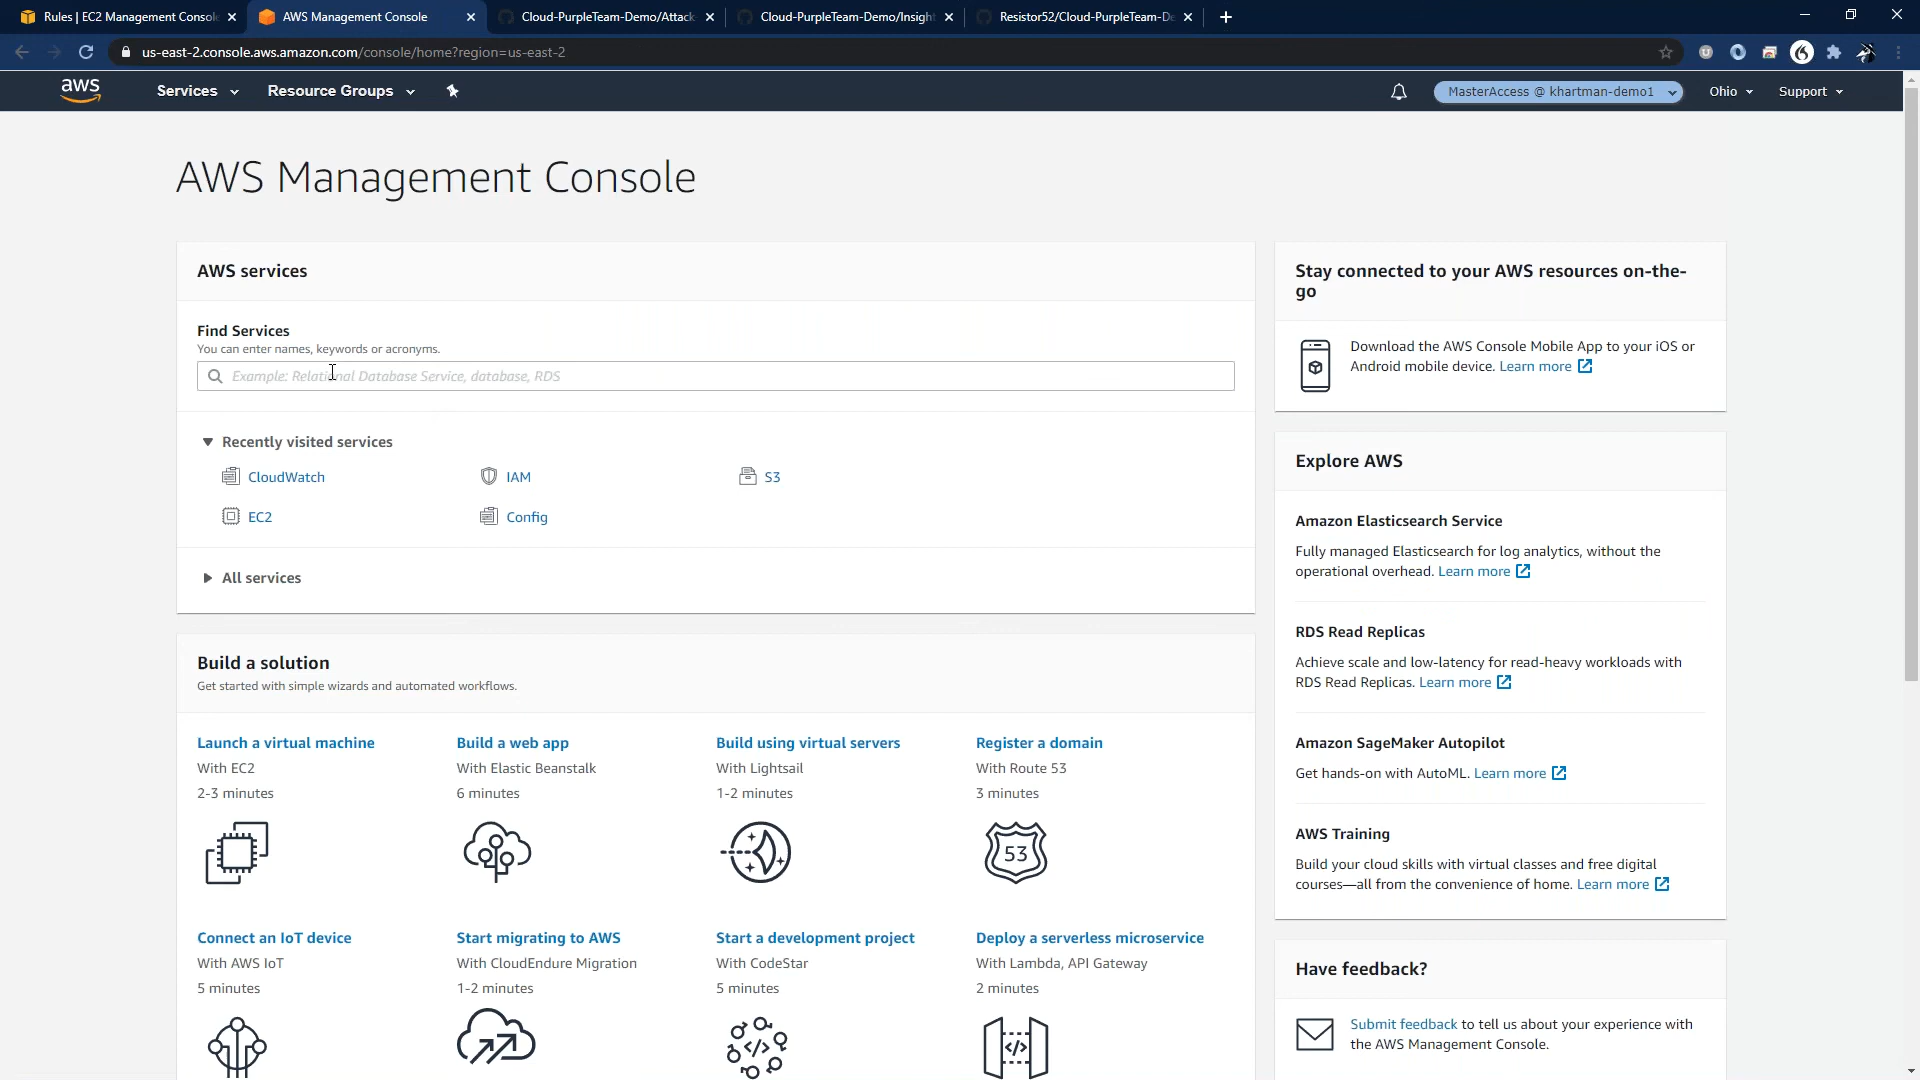 Rules | EC2 Management Consol
AWS Management Console
Cloud-PurpleTeam-Demo/Attack
Cloud-PurpleTeam-Demo/Insight
Resistor52/Cloud-PurpleTeam-De
us-east-2.console.aws.amazon.com/console/home?region=us-east-2
aws
Services
Resource Groups
MasterAccess @ khartman-demo1
Ohio
Support
AWS Management Console
AWS services
Find Services
You can enter names, keywords or acronyms.
Example: Relational Database Service, database, RDS
Recently visited services
CloudWatch
IAM
S3
EC2
Config
All services
Build a solution
Get started with simple wizards and automated workflows.
Launch a virtual machine
With EC2
2-3 minutes
Build a web app
With Elastic Beanstalk
6 minutes
Build using virtual servers
With Lightsail
1-2 minutes
Register a domain
With Route 53
3 minutes
53
Connect an IoT device
With AWS IoT
5 minutes
Start migrating to AWS
With CloudEndure Migration
1-2 minutes
Start a development project
With CodeStar
5 minutes
Deploy a serverless microservice
With Lambda, API Gateway
2 minutes
Stay connected to your AWS resources on-the-
go
Download the AWS Console Mobile App to your iOS or
Android mobile device. Learn more
Explore AWS
Amazon Elasticsearch Service
Fully managed Elasticsearch for log analytics, without the
operational overhead. Learn more
RDS Read Replicas
Achieve scale and low-latency for read-heavy workloads with
RDS Read Replicas. Learn more
Amazon SageMaker Autopilot
Get hands-on with AutoML. Learn more
AWS Training
Build your cloud skills with virtual classes and free digital
courses—all from the convenience of home. Learn more
Have feedback?
Submit feedback to tell us about your experience with
the AWS Management Console.